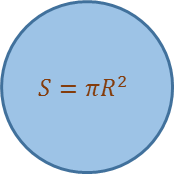 S = πR²